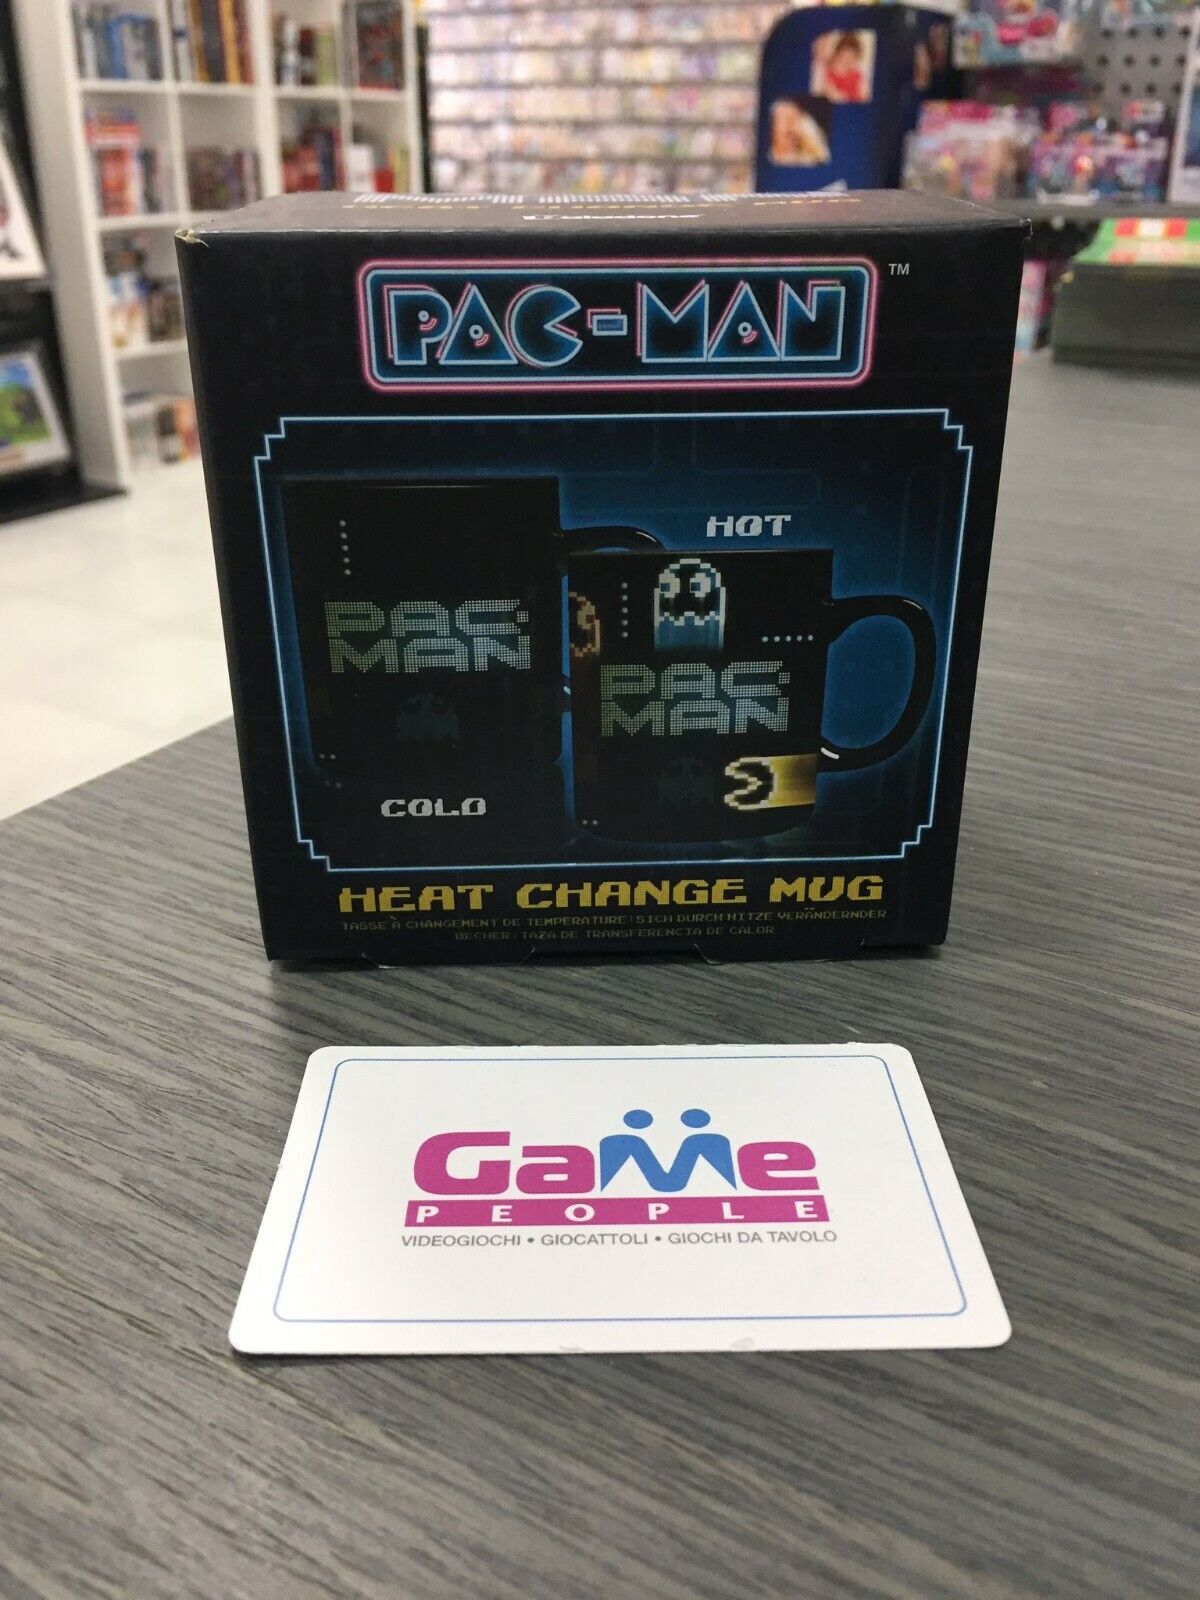 PAC-MAN ™
HOT
PAC-
MAN
PAC-
MAN
COLD
HEAT CHANGE MUG
TASSE À CHANGEMENT DE TEMPERATURE | SICH DURCH HITZE VERÄNDERNDER
BECHER | TAZA DE TRANSFERENCIA DE CALOR
GaMe
PEOPLE
VIDEOGIOCHI • GIOCATTOLI • GIOCHI DA TAVOLO